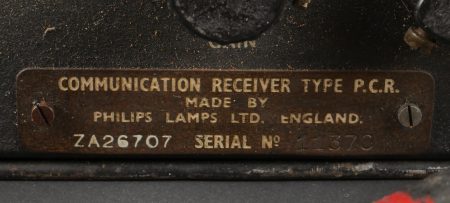 GAIN
COMMUNICATION RECEIVER TYPE P.C.R.
MADE BY
PHILIPS LAMPS LTD. ENGLAND.
ZA26707 SERIAL Nº